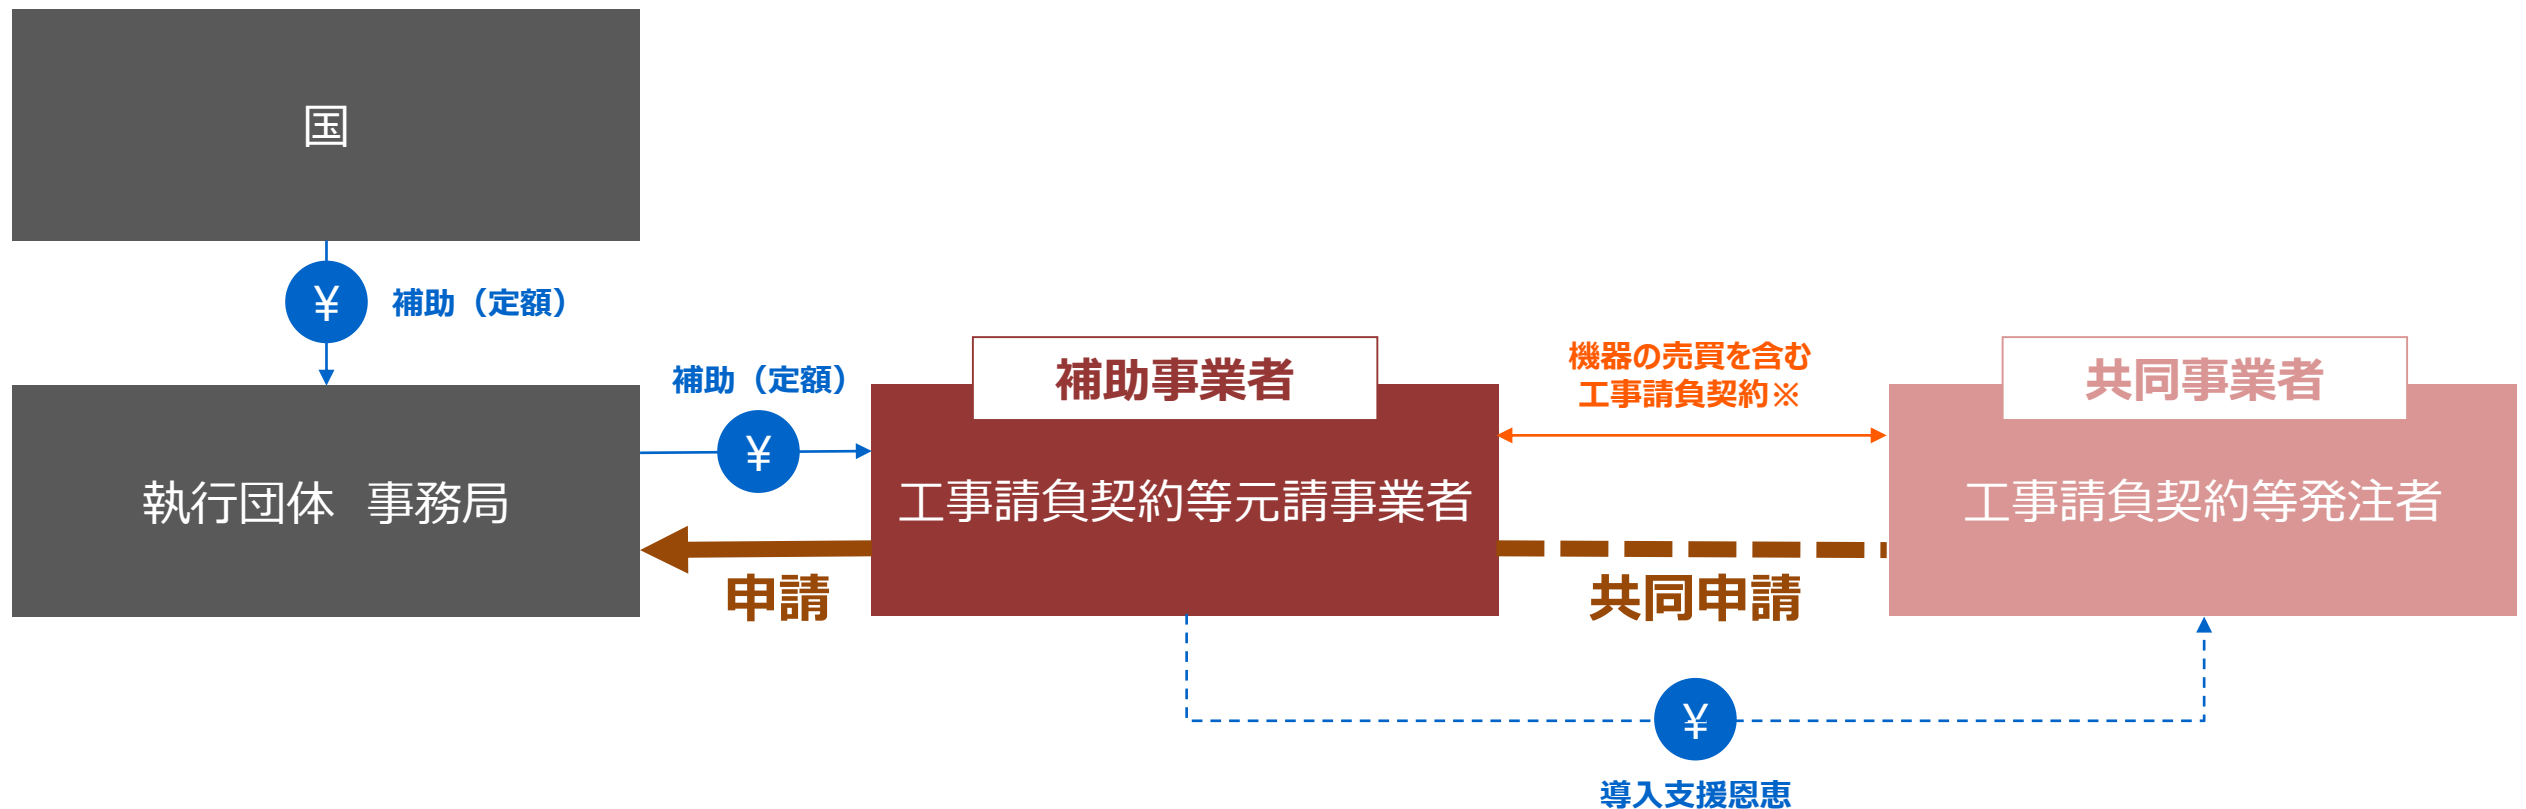 国
¥
補助（定額）
執行団体　事務局
補助（定額）
¥
申請
補助事業者
工事請負契約等元請事業者
機器の売買を含む
工事請負契約※
共同申請
共同事業者
工事請負契約等発注者
¥
導入支援恩恵